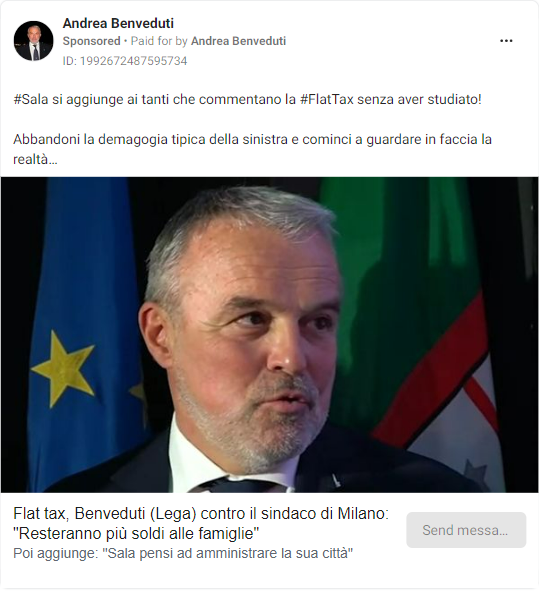 Andrea Benveduti
Sponsored • Paid for by Andrea Benveduti
ID: 1992672487595734
#Sala si aggiunge ai tanti che commentano la #FlatTax senza aver studiato!
Abbandoni la demagogia tipica della sinistra e cominci a guardare in faccia la
realtà…
Flat tax, Benveduti (Lega) contro il sindaco di Milano:
"Resteranno più soldi alle famiglie"
Poi aggiunge: "Sala pensi ad amministrare la sua città"
Send messa...